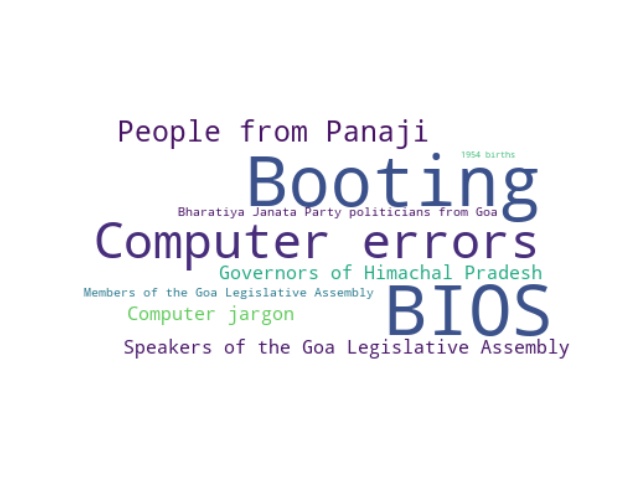 People from Panaji
1954 births
Booting
Bharatiya Janata Party politicians from Goa
Computer errors
Governors of Himachal Pradesh
Members of the Goa Legislative Assembly
BIOS
Computer jargon
Speakers of the Goa Legislative Assembly